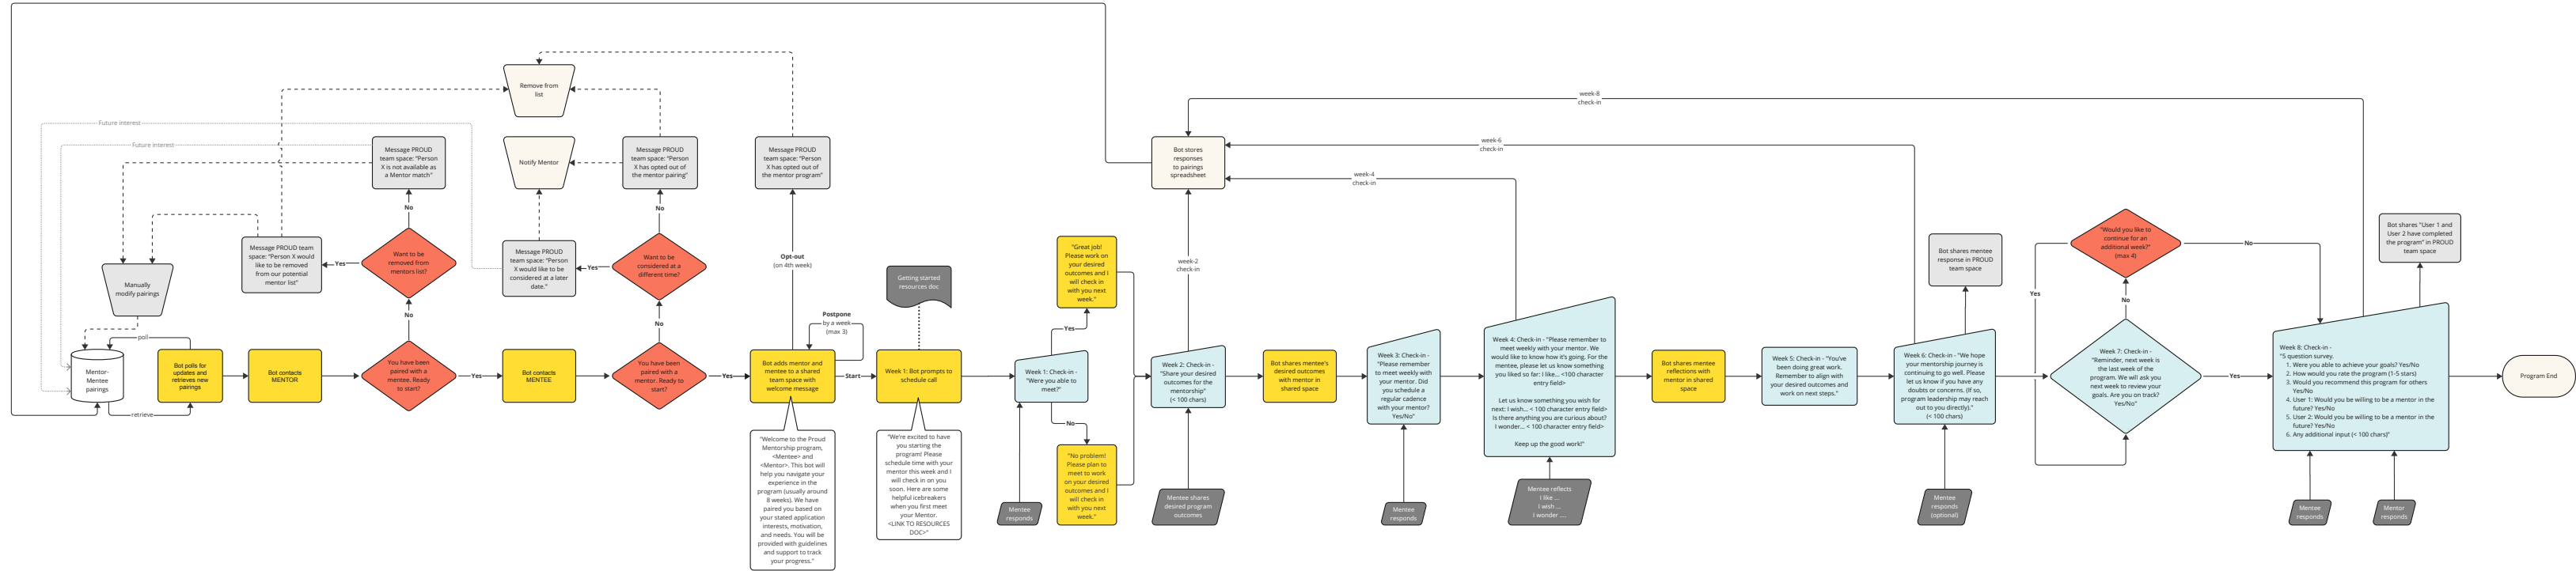 week-8
check-in
Remove from
list
Future interest
Future interest
Message PROUD
team space: "Person
X is not available as
a Mentor match"
Notify Mentor
Message PROUD
team space: "Person
X has opted out of
the mentor pairing"
Message PROUD
team space: "Person
X has opted out of
the mentor program"
Bot stores
responses
to pairings
spreadsheet
week-6
check-in
week-4
check-in
No
No
Message PROUD team
space: "Person X would
like to be removed
from our potential
mentor list"
Yes
Want to be
removed from
mentors list?
Message PROUD
team space: "Person
X would like to be
considered at a later
date."
Yes
Want to be
considered at a
different time?
Opt-out
(on 4th week)
Getting started
resources doc
"Great job!
Please work on
your desired
outcomes and I
will check in
with you next
week."
week-2
check-in
Bot shares mentee
response in PROUD
team space
"Would you like to
continue for an
additional week?"
(max 4)
No
Bot shares "User 1 and
User 2 have completed
the program" in PROUD
team space
Manually
modify pairings
No
No
Postpone
by a week
(max 3)
Yes
Yes
No
poll
Mentor-
Mentee
pairings
retrieve
Bot polls for
updates and
retrieves new
pairings
Bot contacts
MENTOR
You have been
paired with a
mentee. Ready
to start?
Yes
Bot contacts
MENTEE
You have been
paired with a
mentor. Ready to
start?
Yes
Bot adds mentor and
mentee to a shared
team space with
welcome message
Start
Week 1: Bot prompts to
schedule call
Week 1: Check-in -
"Were you able to
meet?"
No
Week 2: Check-in -
"Share your desired
outcomes for the
mentorship"
(< 100 chars)
Bot shares mentee's
desired outcomes
with mentor in
shared space
Week 3: Check-in -
"Please remember
to meet weekly with
your mentor. Did
you schedule a
regular cadence
with your mentor?
Yes/No"
Week 4: Check-in - "Please remember to
meet weekly with your mentor. We
would like to know how it's going. For the
mentee, please let us know something
you liked so far: I like... <100 character
entry field>
Let us know something you wish for
next: I wish... < 100 character entry field>
Is there anything you are curious about?
I wonder... < 100 character entry field>
Keep up the good work!"
Bot shares mentee
reflections with
mentor in shared
space
Week 5: Check-in - "You've
been doing great work.
Remember to align with
your desired outcomes and
work on next steps."
Week 6: Check-in - "We hope
your mentorship journey is
continuing to go well. Please
let us know if you have any
doubts or concerns. (If so,
program leadership may reach
out to you directly)."
(< 100 chars)
Week 7: Check-in -
"Reminder, next week is
the last week of the
program. We will ask you
next week to review your
goals. Are you on track?
Yes/No"
Yes
Week 8: Check-in -
"5 question survey.
1. Were you able to achieve your goals? Yes/No
2. How would you rate the program (1-5 stars)
3. Would you recommend this program for others
Yes/No
4. User 1: Would you be wiling to be a mentor in the
future? Yes/No
5. User 2: Would you be wiling to be a mentor in the
future? Yes/No
6. Any additional input (< 100 chars)"
Program End
"Welcome to the Proud
Mentorship program,
<Mentee> and
<Mentor>. This bot will
help you navigate your
experience in the
program (usually around
8 weeks). We have
paired you based on
your stated application
interests, motivation,
and needs. You will be
provided with guidelines
and support to track
your progress."
"We're excited to have
you starting the
program! Please
schedule time with your
mentor this week and I
will check in on you
soon. Here are some
helpful icebreakers
when you first meet
your Mentor.
<LINK TO RESOURCES
DOC>"
Mentee
responds
"No problem!
Please plan to
meet to work
on your desired
outcomes and I
will check in
with you next
week."
Mentee shares
desired program
outcomes
Mentee
responds
Mentee reflects
I like ...
I wish ...
I wonder ....
Mentee
responds
(optional)
Mentee
responds
Mentor
responds